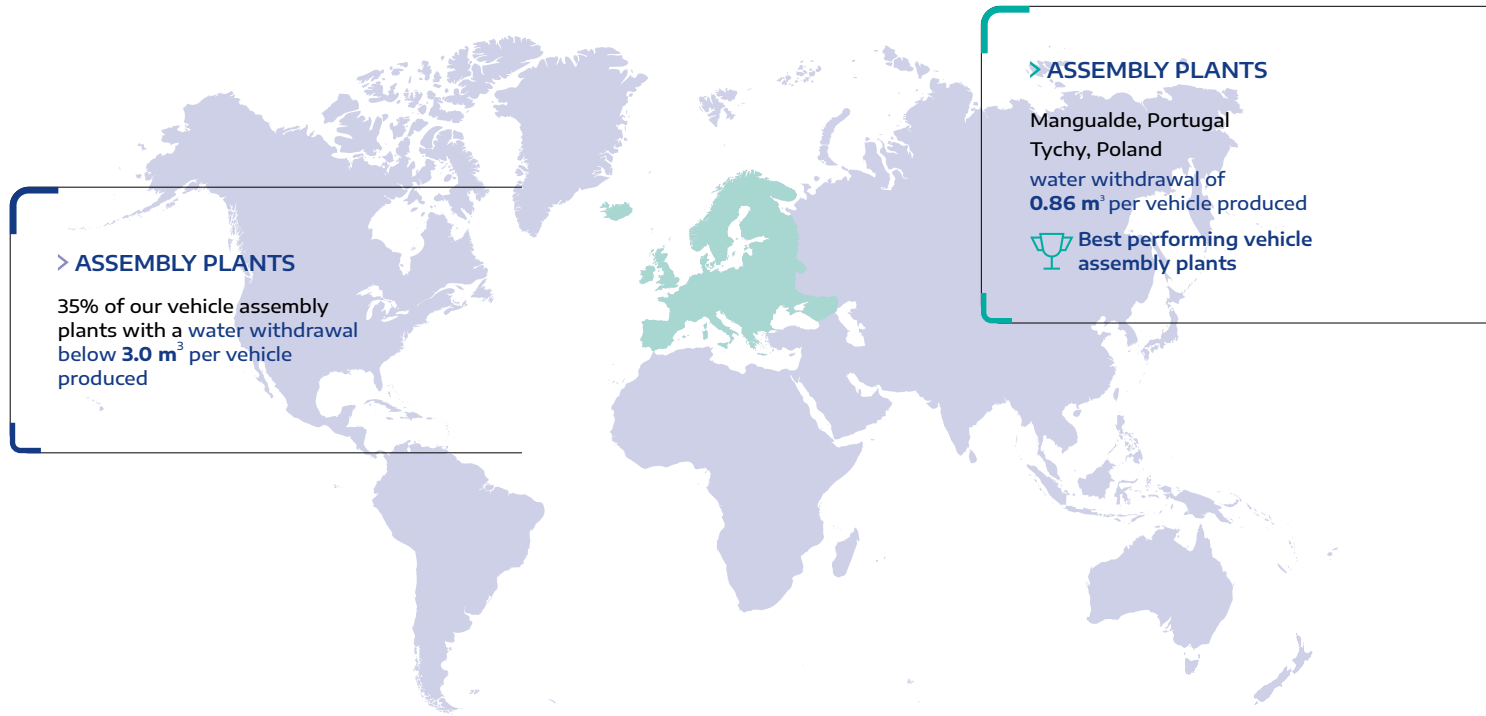 > ASSEMBLY PLANTS
35% of our vehicle assembly
plants with a water withdrawal
below 3.0 m³ per vehicle
produced
> ASSEMBLY PLANTS
Mangualde, Portugal
Tychy, Poland
water withdrawal of
0.86 m³ per vehicle produced
Best performing vehicle
assembly plants